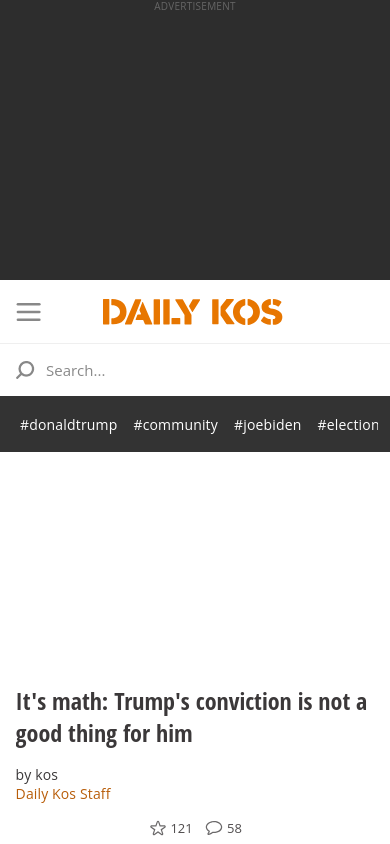 ADVERTISEMENT
DAILY KOS
Search...
#donaldtrump #community #joebiden #election
It's math: Trump's conviction is not a
good thing for him
by kos
Daily Kos Staff
121 58